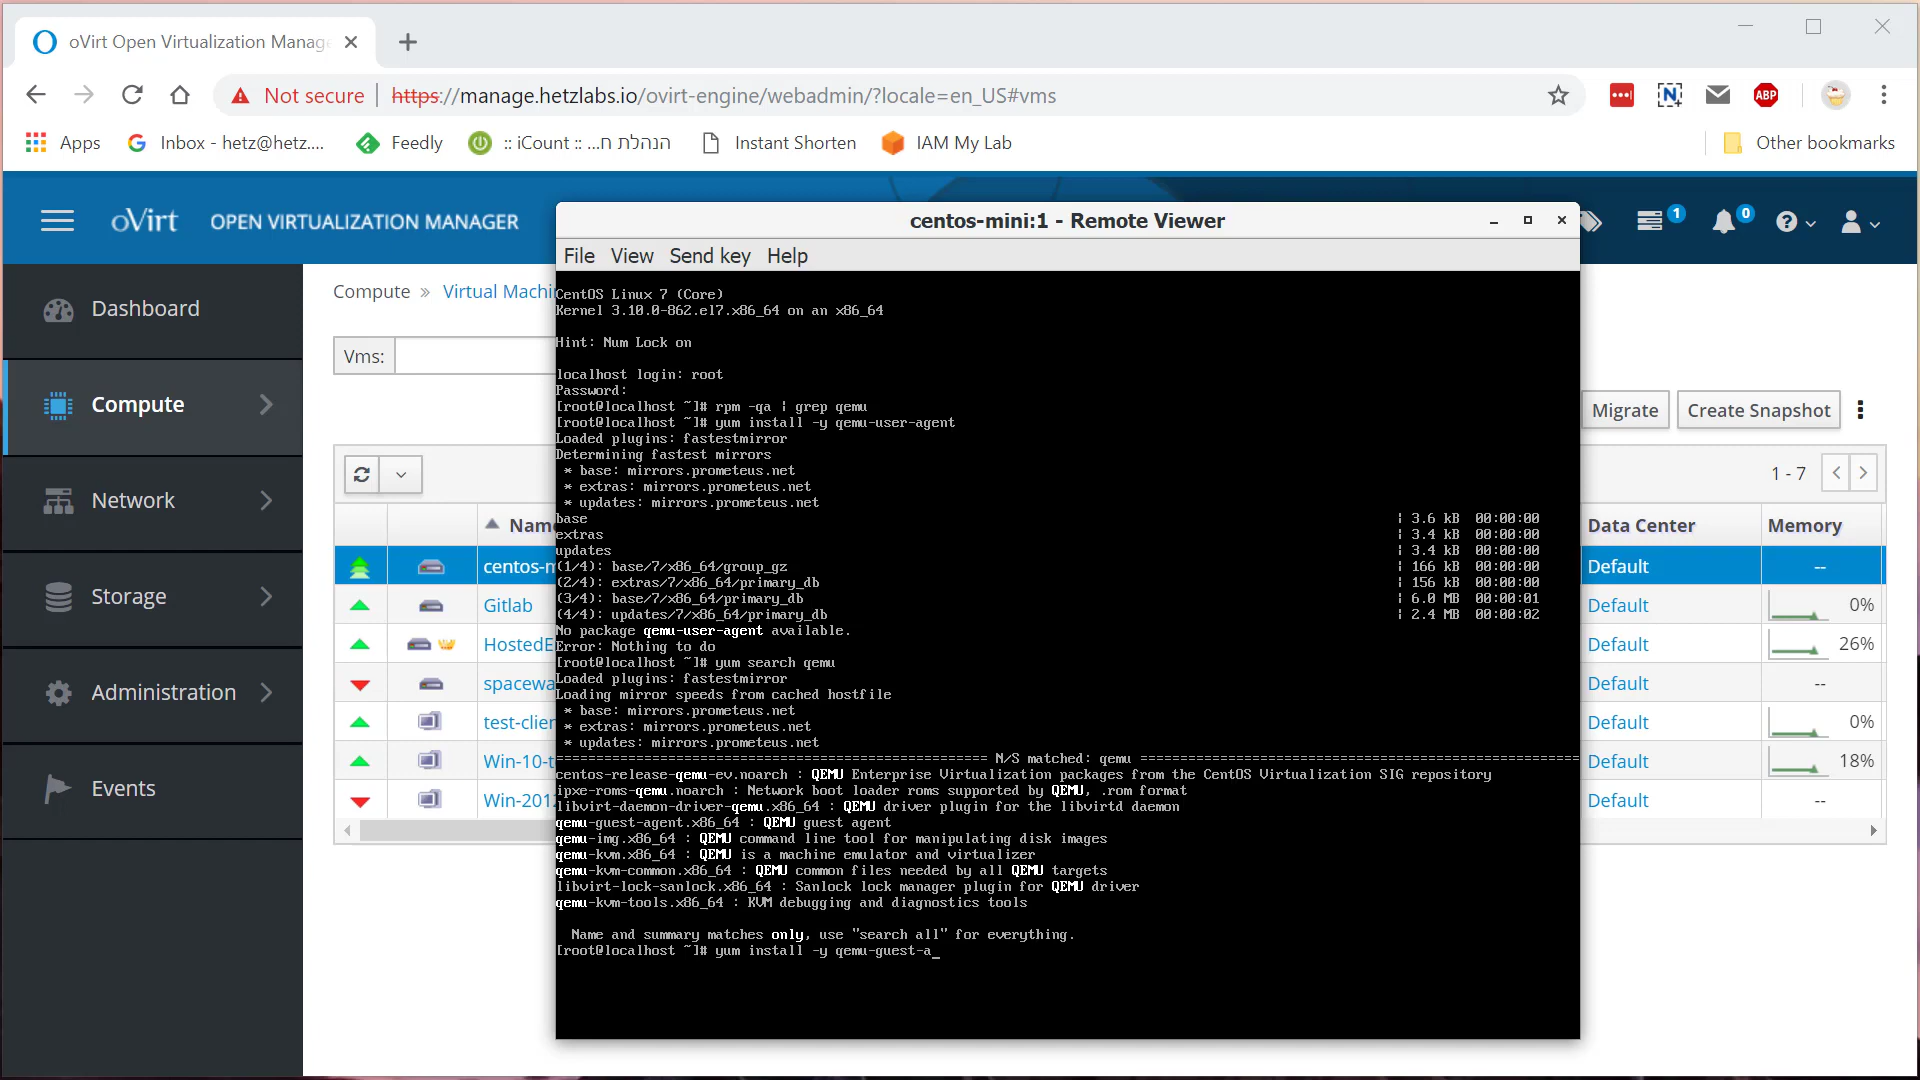 oVirt Open Virtualization Manage
Not secure | https://manage.hetzlabs.io/ovirt-engine/webadmin/?locale=en_US#vms
ABP
Apps
Inbox - hetz@hetz....
Feedly
:: iCount :: ...הנהלת ח
Instant Shorten
IAM My Lab
Other bookmarks
oVirt OPEN VIRTUALIZATION MANAGER
1
0
Dashboard
Compute
Network
Storage
Administration
Events
Compute » Virtual Machi
Vms:
Migrate
Create Snapshot
1 - 7
Nam
Data Center
Memory
centos-m
Default
--
Gitlab
Default
0%
HostedE
Default
26%
spacewa
Default
--
test-clien
Default
0%
Win-10-t
Default
18%
Win-201
Default
--
centos-mini:1 - Remote Viewer
File View Send key Help
CentOS Linux 7 (Core)
Kernel 3.10.0-862.el7.x86_64 on an x86_64
Hint: Num Lock on
localhost login: root
Password:
[root@localhost ~]# rpm -qa | grep qemu
[root@localhost ~]# yum install -y qemu-user-agent
Loaded plugins: fastestmirror
Determining fastest mirrors
* base: mirrors.prometeus.net
* extras: mirrors.prometeus.net
* updates: mirrors.prometeus.net
base | 3.6 kB 00:00:00
extras | 3.4 kB 00:00:00
updates | 3.4 kB 00:00:00
(1/4): base/7/x86_64/group_gz | 166 kB 00:00:00
(2/4): extras/7/x86_64/primary_db | 156 kB 00:00:00
(3/4): base/7/x86_64/primary_db | 6.0 MB 00:00:01
(4/4): updates/7/x86_64/primary_db | 2.4 MB 00:00:02
No package qemu-user-agent available.
Error: Nothing to do
[root@localhost ~]# yum search qemu
Loaded plugins: fastestmirror
Loading mirror speeds from cached hostfile
* base: mirrors.prometeus.net
* extras: mirrors.prometeus.net
* updates: mirrors.prometeus.net
====================================================== N/S matched: qemu =======================================================
centos-release-qemu-ev.noarch : QEMU Enterprise Virtualization packages from the CentOS Virtualization SIG repository
ipxe-roms-qemu.noarch : Network boot loader roms supported by QEMU, .rom format
libvirt-daemon-driver-qemu.x86_64 : QEMU driver plugin for the libvirtd daemon
qemu-guest-agent.x86_64 : QEMU guest agent
qemu-img.x86_64 : QEMU command line tool for manipulating disk images
qemu-kvm.x86_64 : QEMU is a machine emulator and virtualizer
qemu-kvm-common.x86_64 : QEMU common files needed by all QEMU targets
libvirt-lock-sanlock.x86_64 : Sanlock lock manager plugin for QEMU driver
qemu-kvm-tools.x86_64 : KVM debugging and diagnostics tools
Name and summary matches only, use "search all" for everything.
[root@localhost ~]# yum install -y qemu-guest-a_